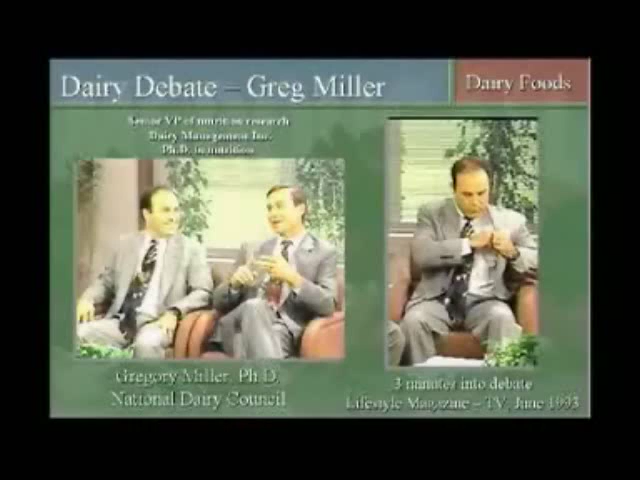 Dairy Debate – Greg Miller
Dairy Foods
Senior VP of nutrition research
Dairy Management Inc.
Ph.D. in nutrition
Gregory Miller, Ph.D.
National Dairy Council
3 minutes into debate
Lifestyle Magazine – TV, June 1993